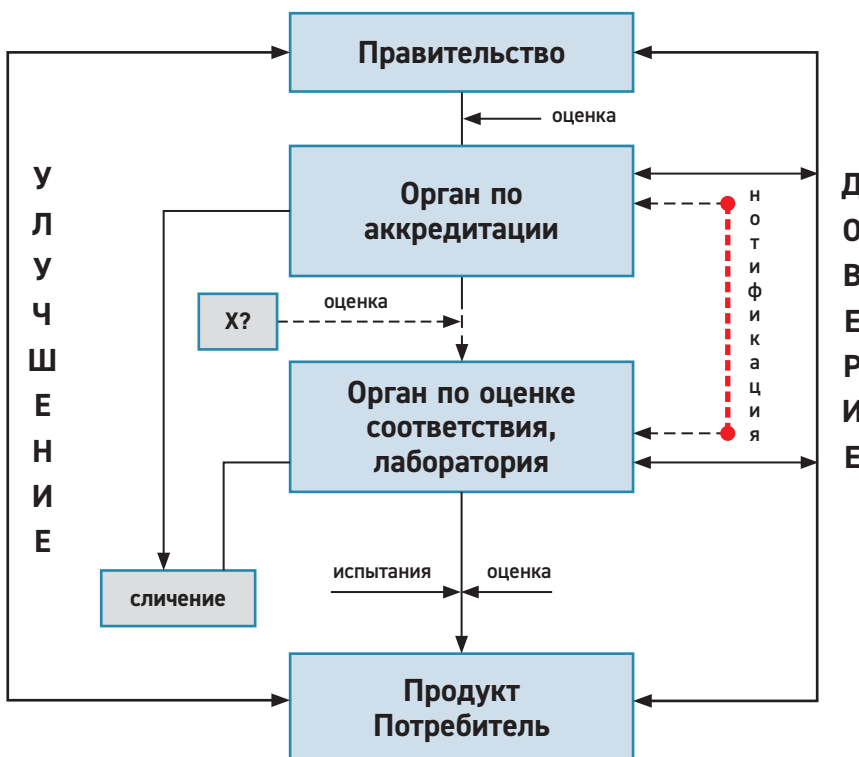 Правительство
оценка
Орган по
аккредитации
оценка
Х?
Орган по оценке
соответствия,
лаборатория
сличение
испытания
оценка
Продукт
Потребитель
УЛУЧШЕНИЕ
нотификация
ДОВЕРИЕ